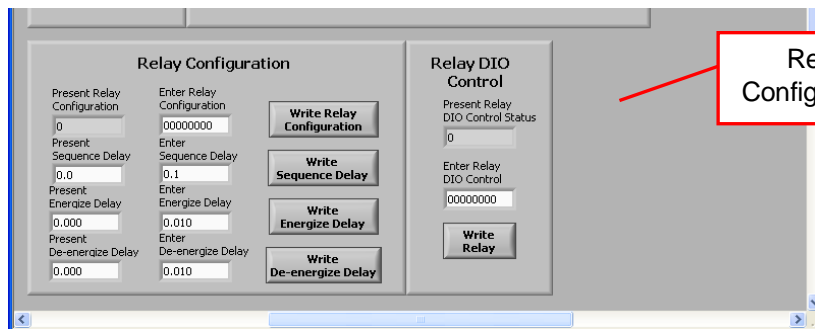 Relay Configuration
Present Relay
Configuration
0
Enter Relay
Configuration
00000000
Write Relay
Configuration
Present
Sequence Delay
0.0
Enter
Sequence Delay
0.1
Write
Sequence Delay
Present
Energize Delay
0.000
Enter
Energize Delay
0.010
Write
Energize Delay
Present
De-energize Delay
0.000
Enter
De-energize Delay
0.010
Write
De-energize Delay
Relay DIO
Control
Present Relay
DIO Control Status
0
Enter Relay
DIO Control
00000000
Write
Relay
Re
Config